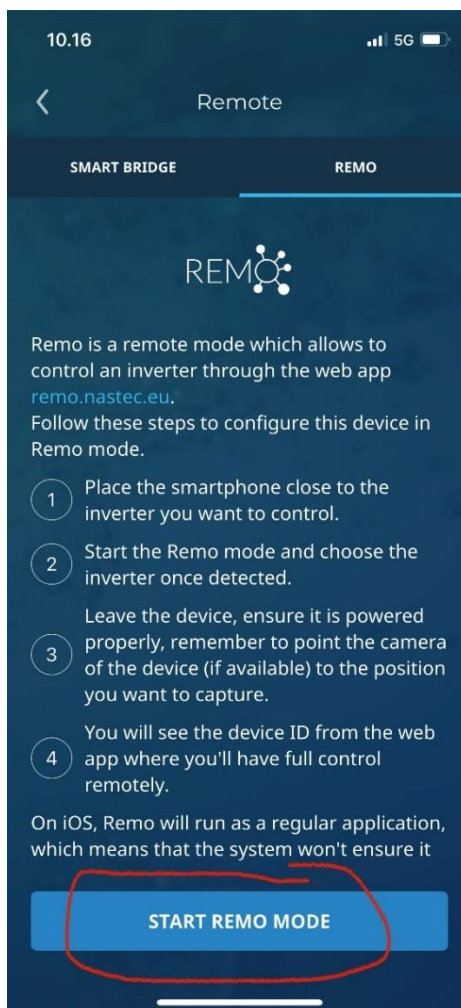 10.16
5G
Remote
SMART BRIDGE
REMO
REMO
Remo is a remote mode which allows to
control an inverter through the web app
remo.nastec.eu.
Follow these steps to configure this device in
Remo mode.
1 Place the smartphone close to the
inverter you want to control.
2 Start the Remo mode and choose the
inverter once detected.
3 Leave the device, ensure it is powered
properly, remember to point the camera
of the device (if available) to the position
you want to capture.
4 You will see the device ID from the web
app where you'll have full control
remotely.
On iOS, Remo will run as a regular application,
which means that the system won't ensure it
START REMO MODE